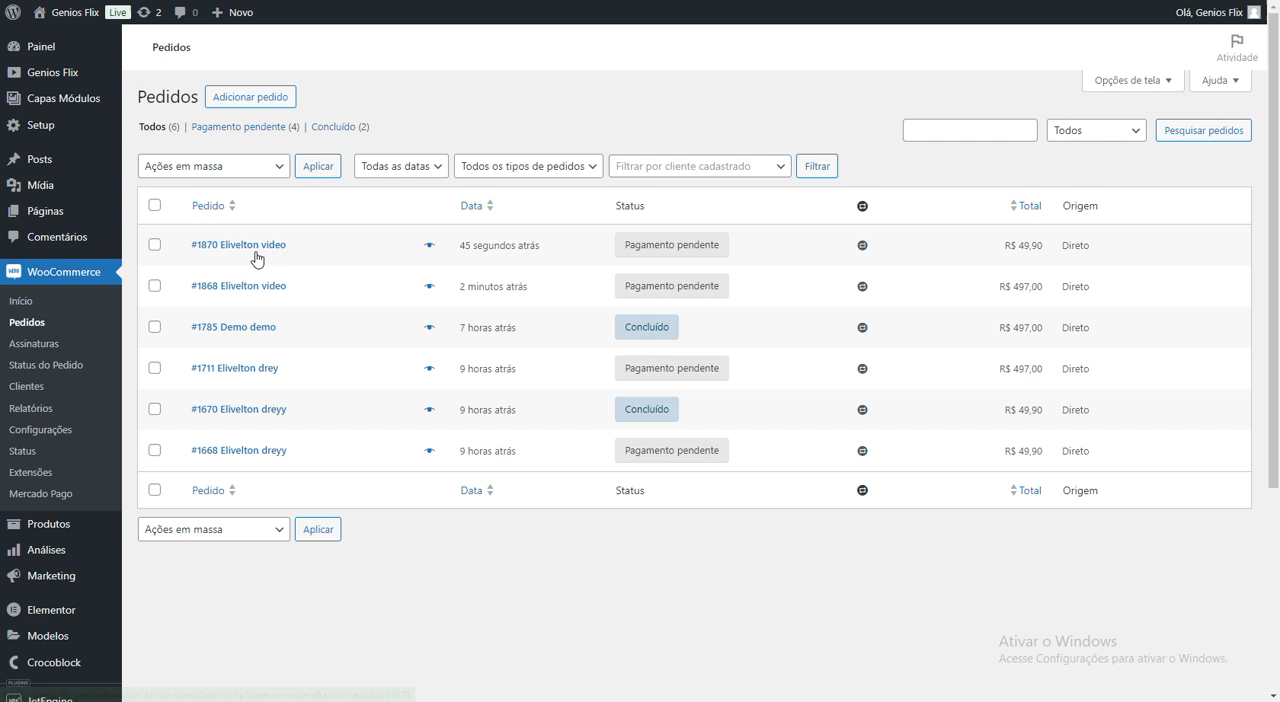 Genios Flix Live 2 0 + Novo Olá, Genios Flix
Painel
Genios Flix
Capas Módulos
Setup
Posts
Mídia
Páginas
Comentários
WooCommerce
Início
Pedidos
Assinaturas
Status do Pedido
Clientes
Relatórios
Configurações
Status
Extensões
Mercado Pago
Produtos
Análises
Marketing
Elementor
Modelos
Crocoblock
PLUGINS
JetEngine
Pedidos
Atividade
Opções de tela Ajuda
Pedidos Adicionar pedido
Todos (6) | Pagamento pendente (4) | Concluído (2)
Todos Pesquisar pedidos
Ações em massa Aplicar Todas as datas Todos os tipos de pedidos Filtrar por cliente cadastrado Filtrar
Pedido Data Status Total Origem
#1870 Elivelton video 45 segundos atrás Pagamento pendente R$ 49,90 Direto
#1868 Elivelton video 2 minutos atrás Pagamento pendente R$ 497,00 Direto
#1785 Demo demo 7 horas atrás Concluído R$ 497,00 Direto
#1711 Elivelton drey 9 horas atrás Pagamento pendente R$ 497,00 Direto
#1670 Elivelton dreyy 9 horas atrás Concluído R$ 49,90 Direto
#1668 Elivelton dreyy 9 horas atrás Pagamento pendente R$ 49,90 Direto
Pedido Data Status Total Origem
Ações em massa Aplicar
Ativar o Windows
Acesse Configurações para ativar o Windows.